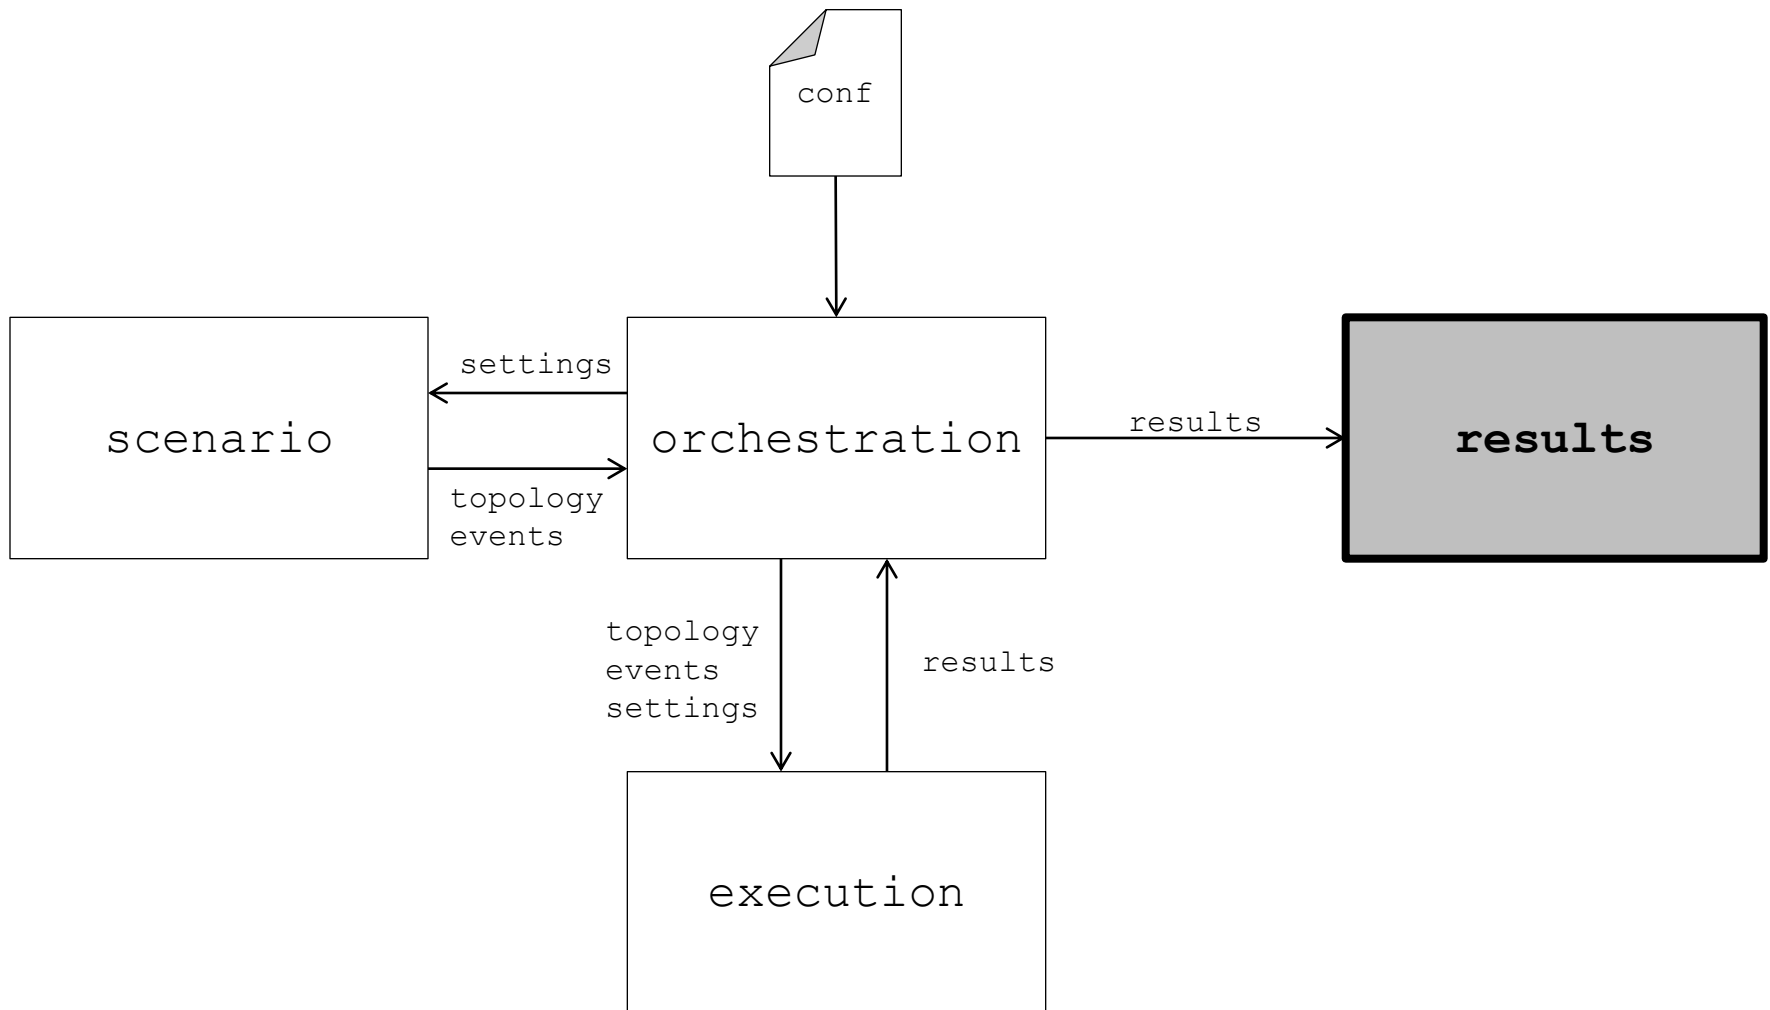 conf
settings
scenario
orchestration
results
results
topology
events
topology
events
settings
results
execution